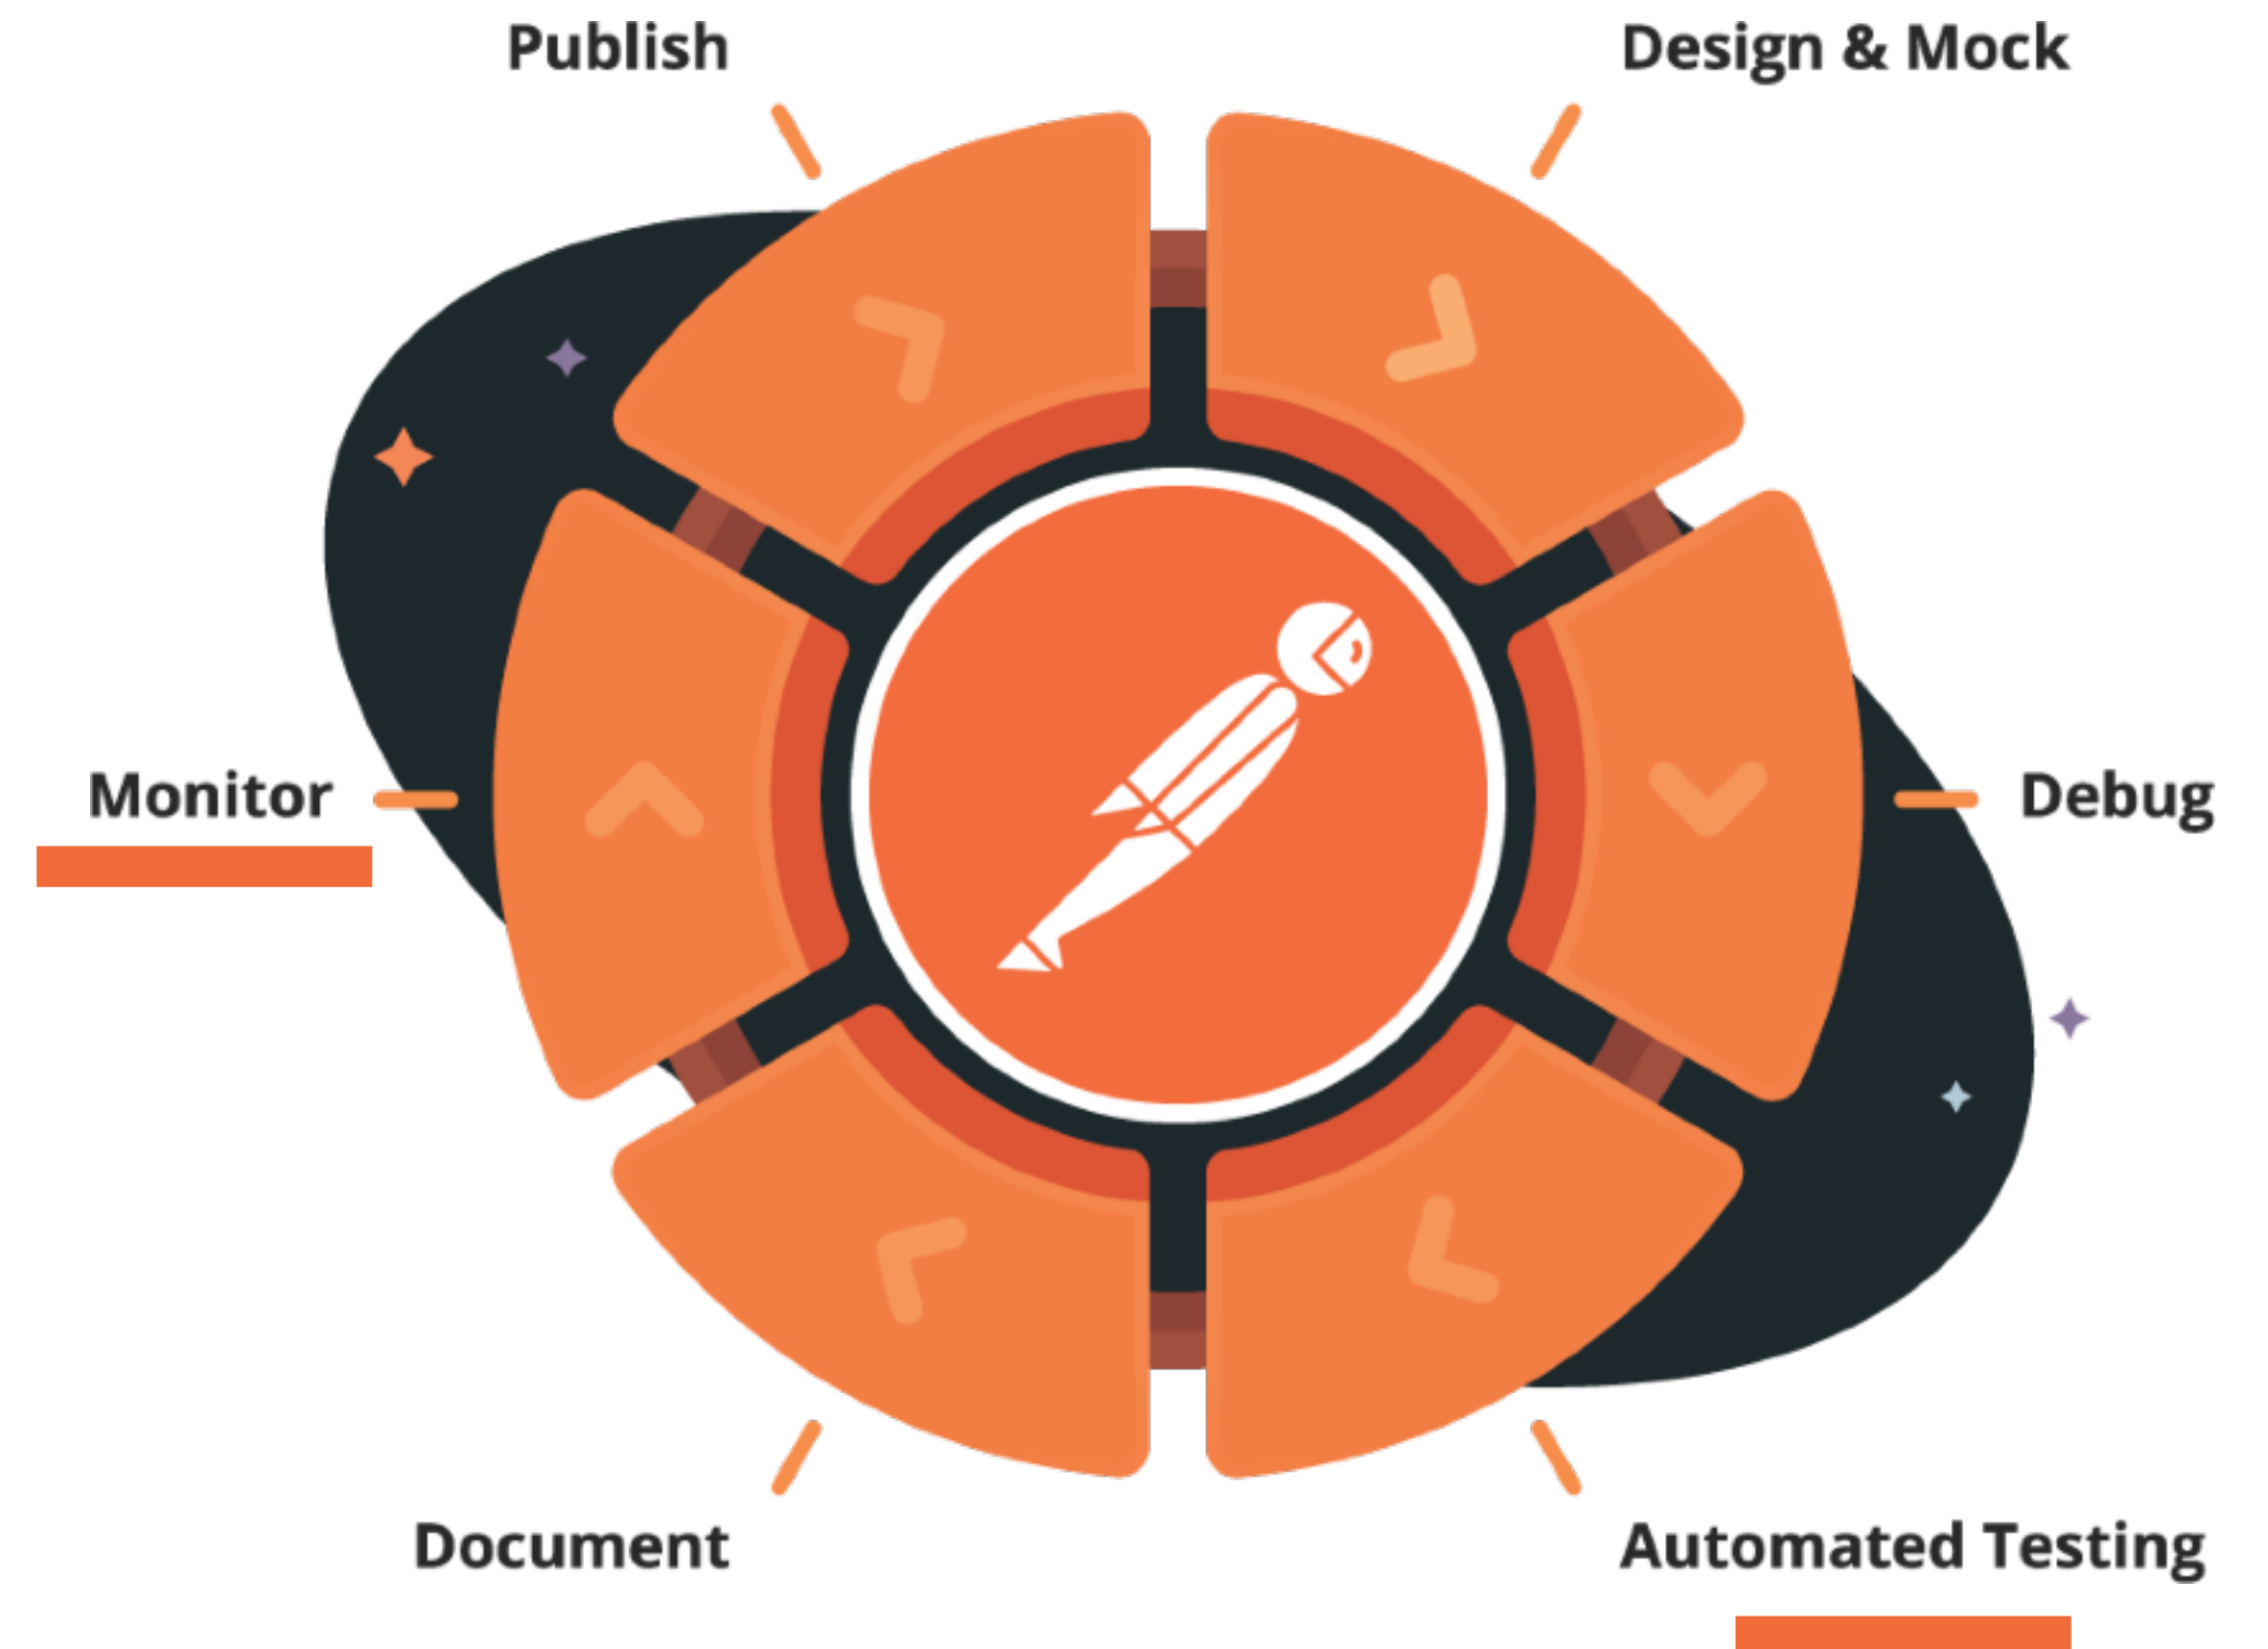 Publish
Design & Mock
Monitor
Debug
Document
Automated Testing